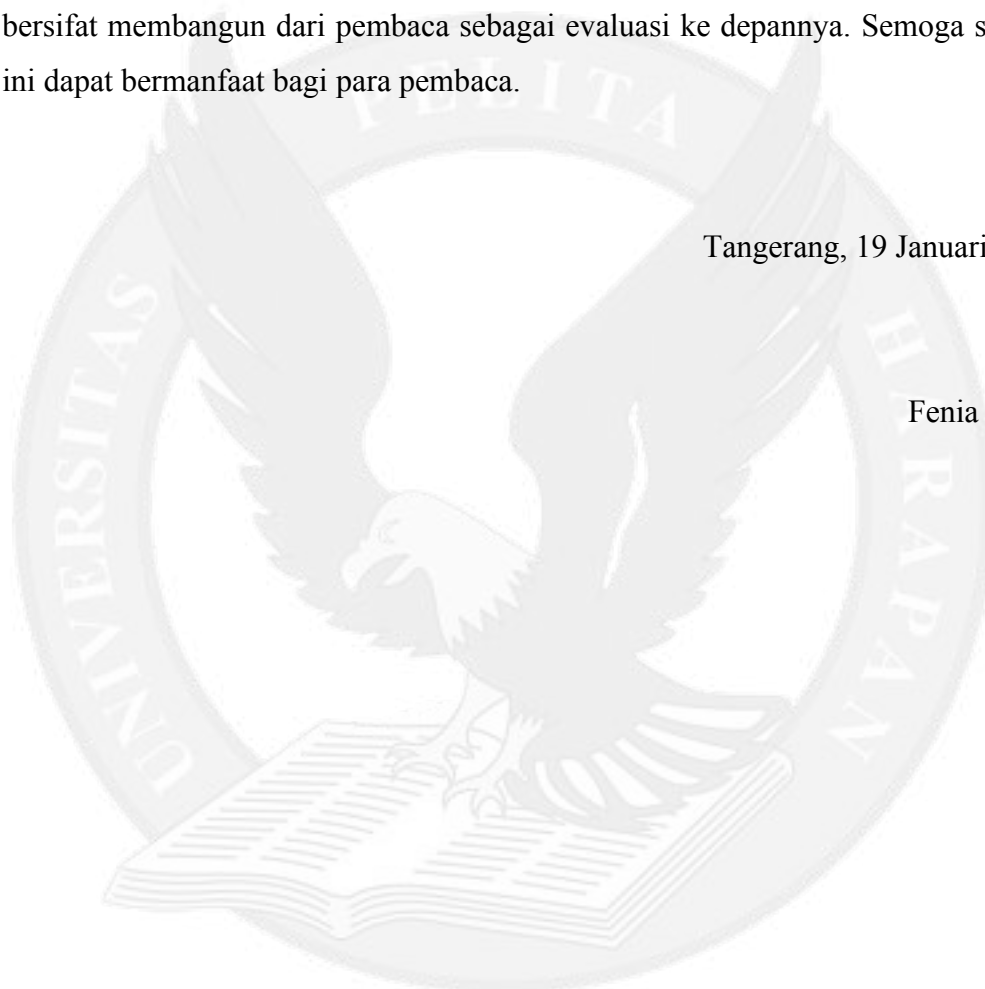 bersifat membangun dari pembaca sebagai evaluasi ke depannya. Semoga s
ini dapat bermanfaat bagi para pembaca.
Tangerang, 19 Januari
Fenia
UNIVERSITAS PELITA HARAPAN